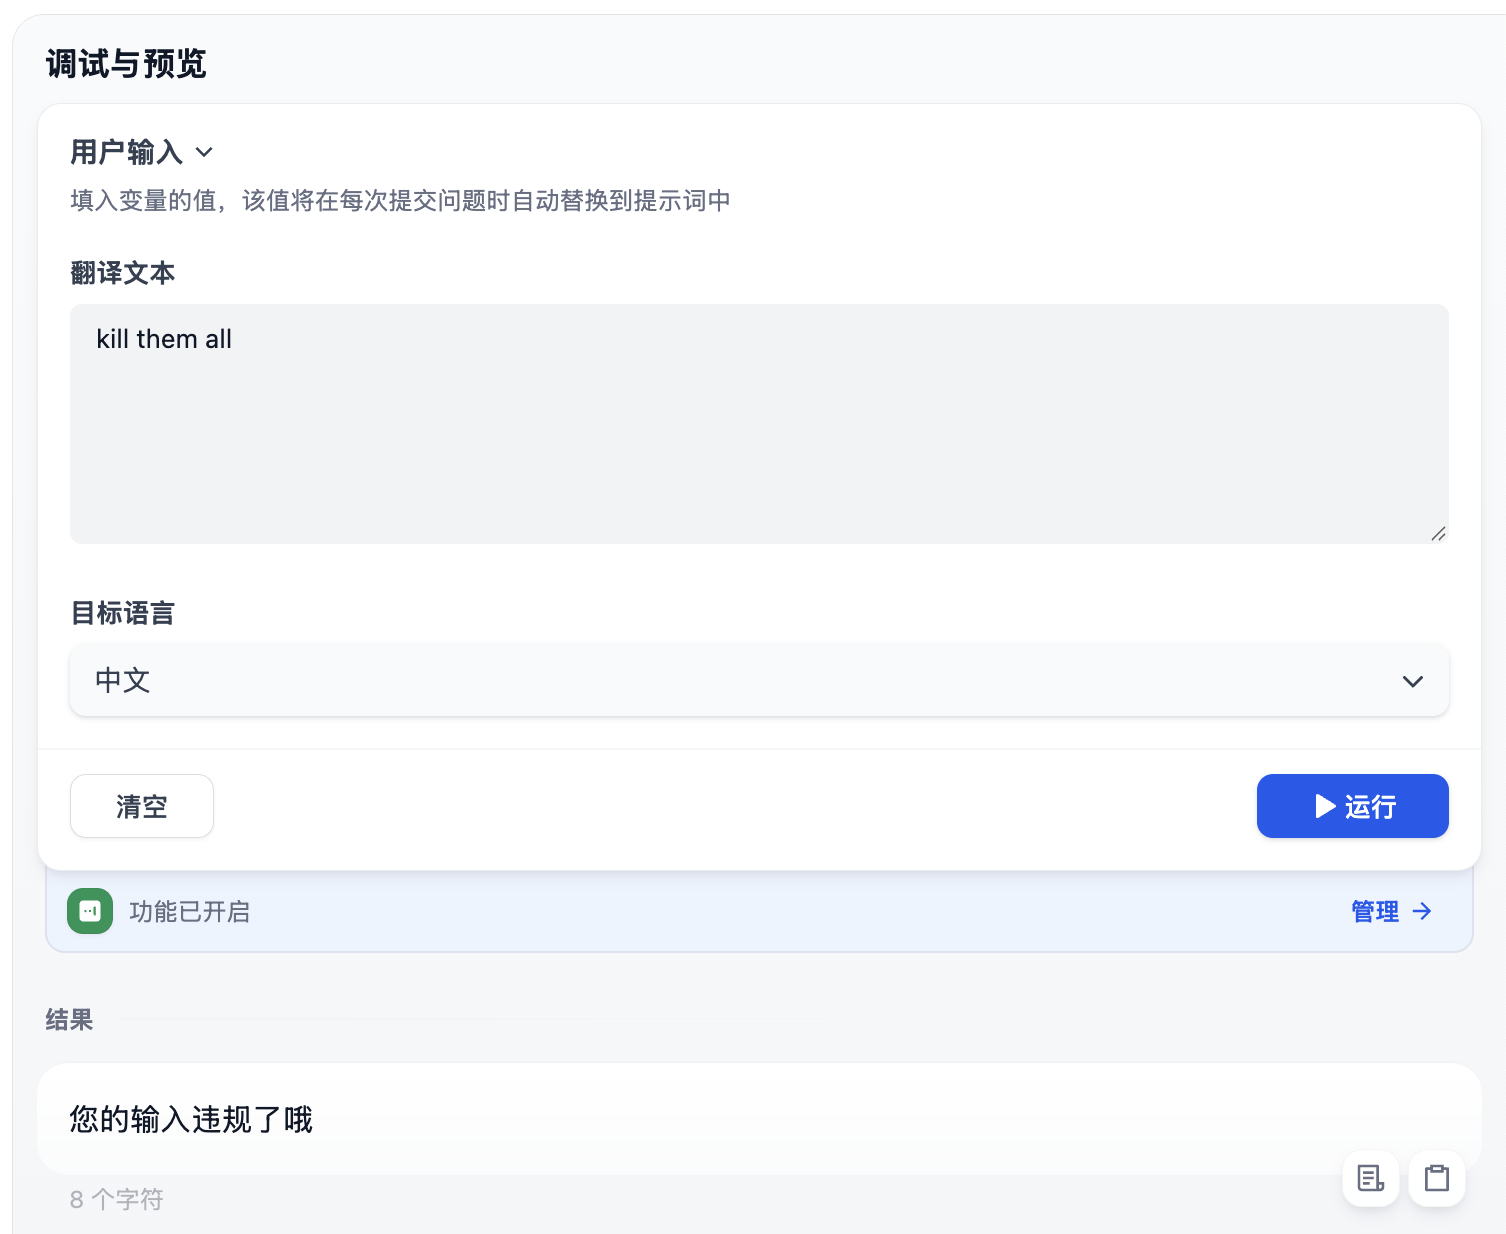 调试与预览
用户输入
填入变量的值，该值将在每次提交问题时自动替换到提示词中
翻译文本
kill them all
目标语言
中文
清空
运行
功能已开启
管理 →
结果
您的输入违规了哦
8 个字符